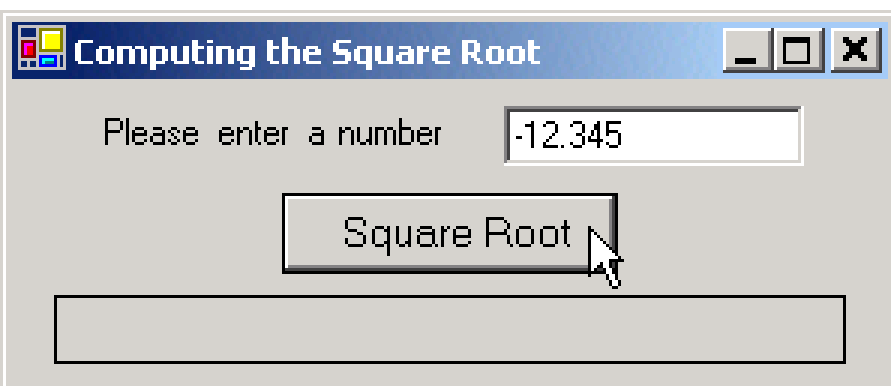 Computing the Square Root
Please enter a number -12.345
Square Root